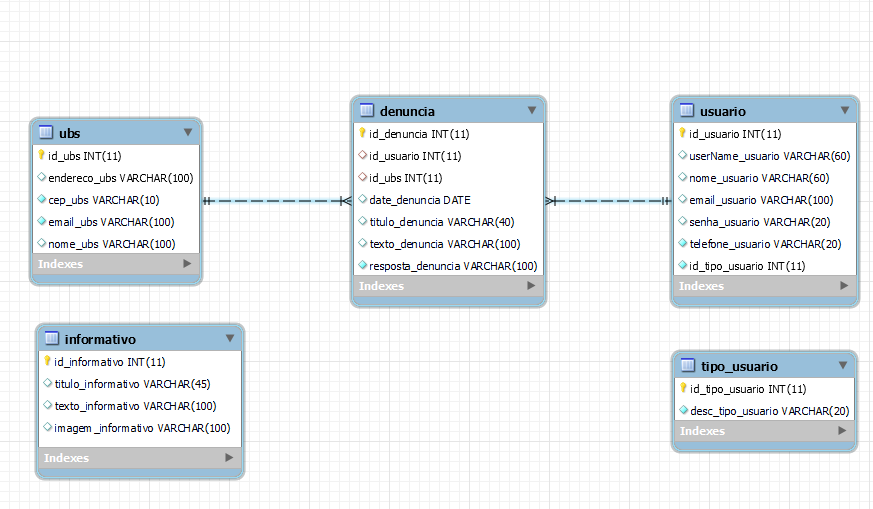 ubs
id_ubs INT(11)
endereco_ubs VARCHAR(100)
cep_ubs VARCHAR(10)
email_ubs VARCHAR(100)
nome_ubs VARCHAR(100)
Indexes
denuncia
id_denuncia INT(11)
id_usuario INT(11)
id_ubs INT(11)
date_denuncia DATE
titulo_denuncia VARCHAR(40)
texto_denuncia VARCHAR(100)
resposta_denuncia VARCHAR(100)
Indexes
usuario
id_usuario INT(11)
userName_usuario VARCHAR(60)
nome_usuario VARCHAR(60)
email_usuario VARCHAR(100)
senha_usuario VARCHAR(20)
telefone_usuario VARCHAR(20)
id_tipo_usuario INT(11)
Indexes
informativo
id_informativo INT(11)
titulo_informativo VARCHAR(45)
texto_informativo VARCHAR(100)
imagem_informativo VARCHAR(100)
Indexes
tipo_usuario
id_tipo_usuario INT(11)
desc_tipo_usuario VARCHAR(20)
Indexes